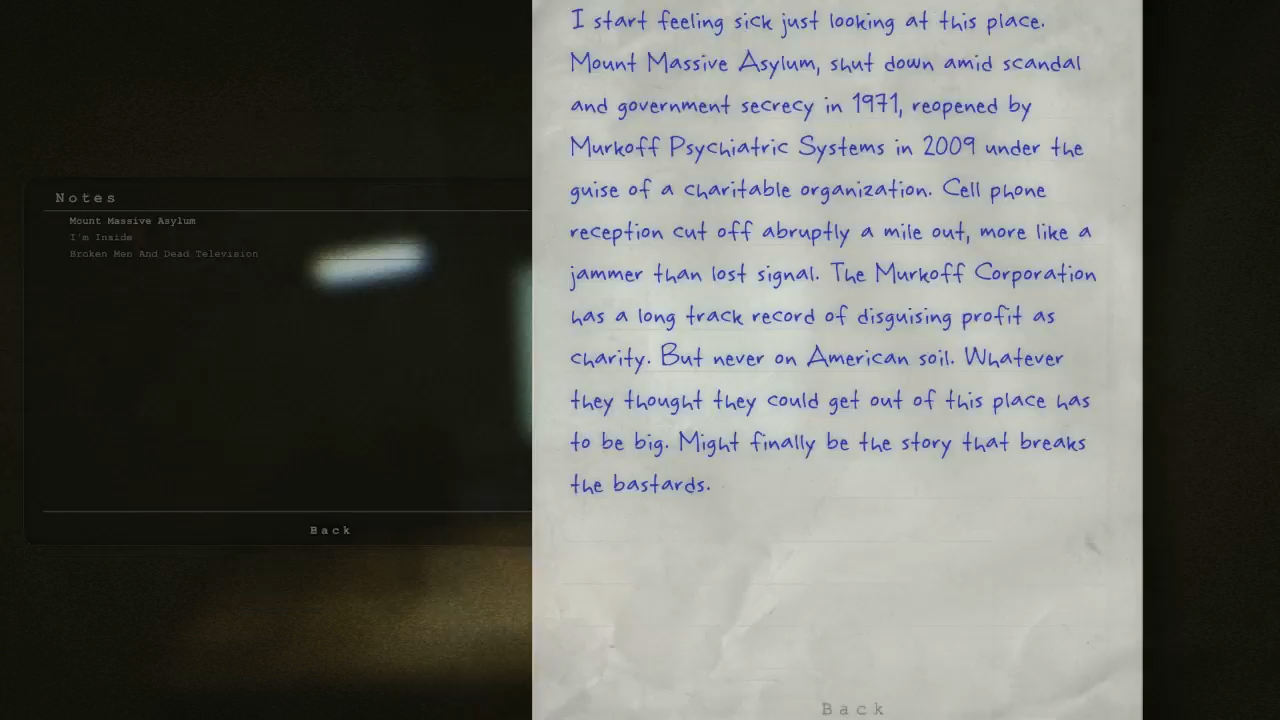 Notes
Mount Massive Asylum
I'm Inside
Broken Men And Dead Television
Back
I start feeling sick just looking at this place.
Mount Massive Asylum, shut down amid scandal
and government secrecy in 1971, reopened by
Murkoff Psychiatric Systems in 2009 under the
guise of a charitable organization. Cell phone
reception cut off abruptly a mile out, more like a
jammer than lost signal. The Murkoff Corporation
has a long track record of disguising profit as
charity. But never on American soil. Whatever
they thought they could get out of this place has
to be big. Might finally be the story that breaks
the bastards.
Back